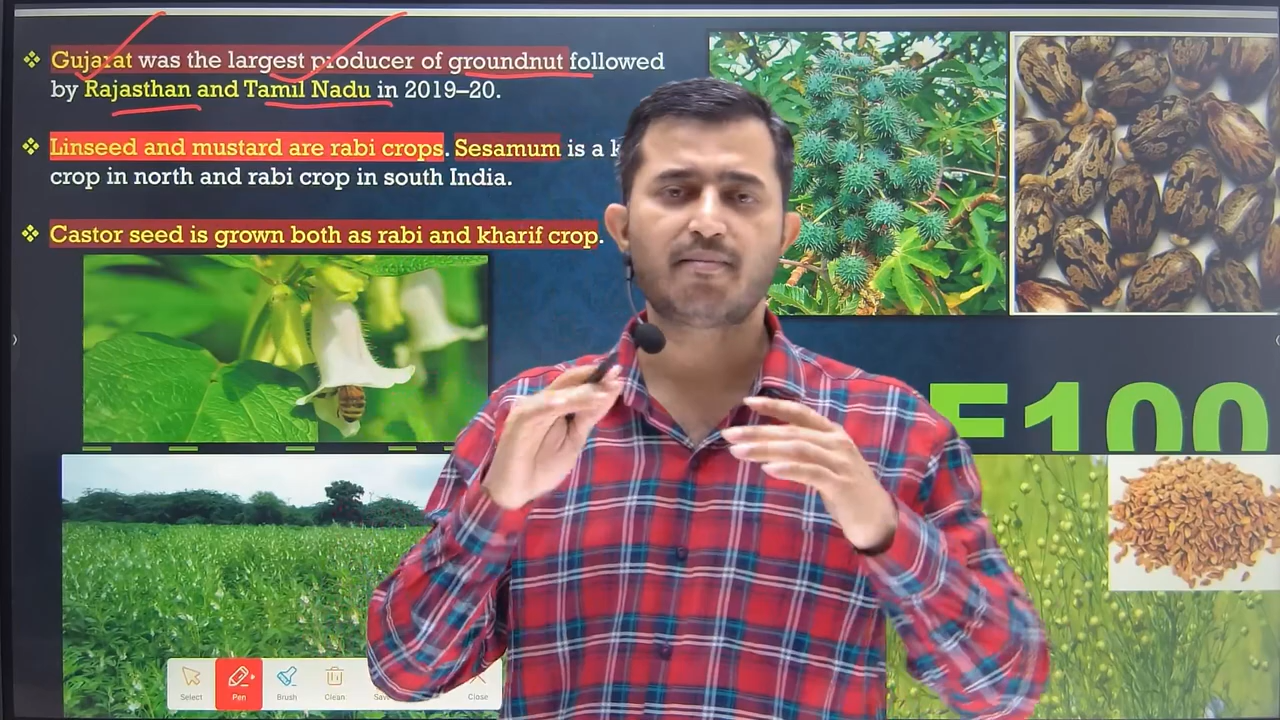 ❖ Gujarat was the largest producer of groundnut followed
by Rajasthan and Tamil Nadu in 2019–20.
❖ Linseed and mustard are rabi crops. Sesamum is a k
crop in north and rabi crop in south India.
❖ Castor seed is grown both as rabi and kharif crop.
100
Select Pen Brush Clean Close